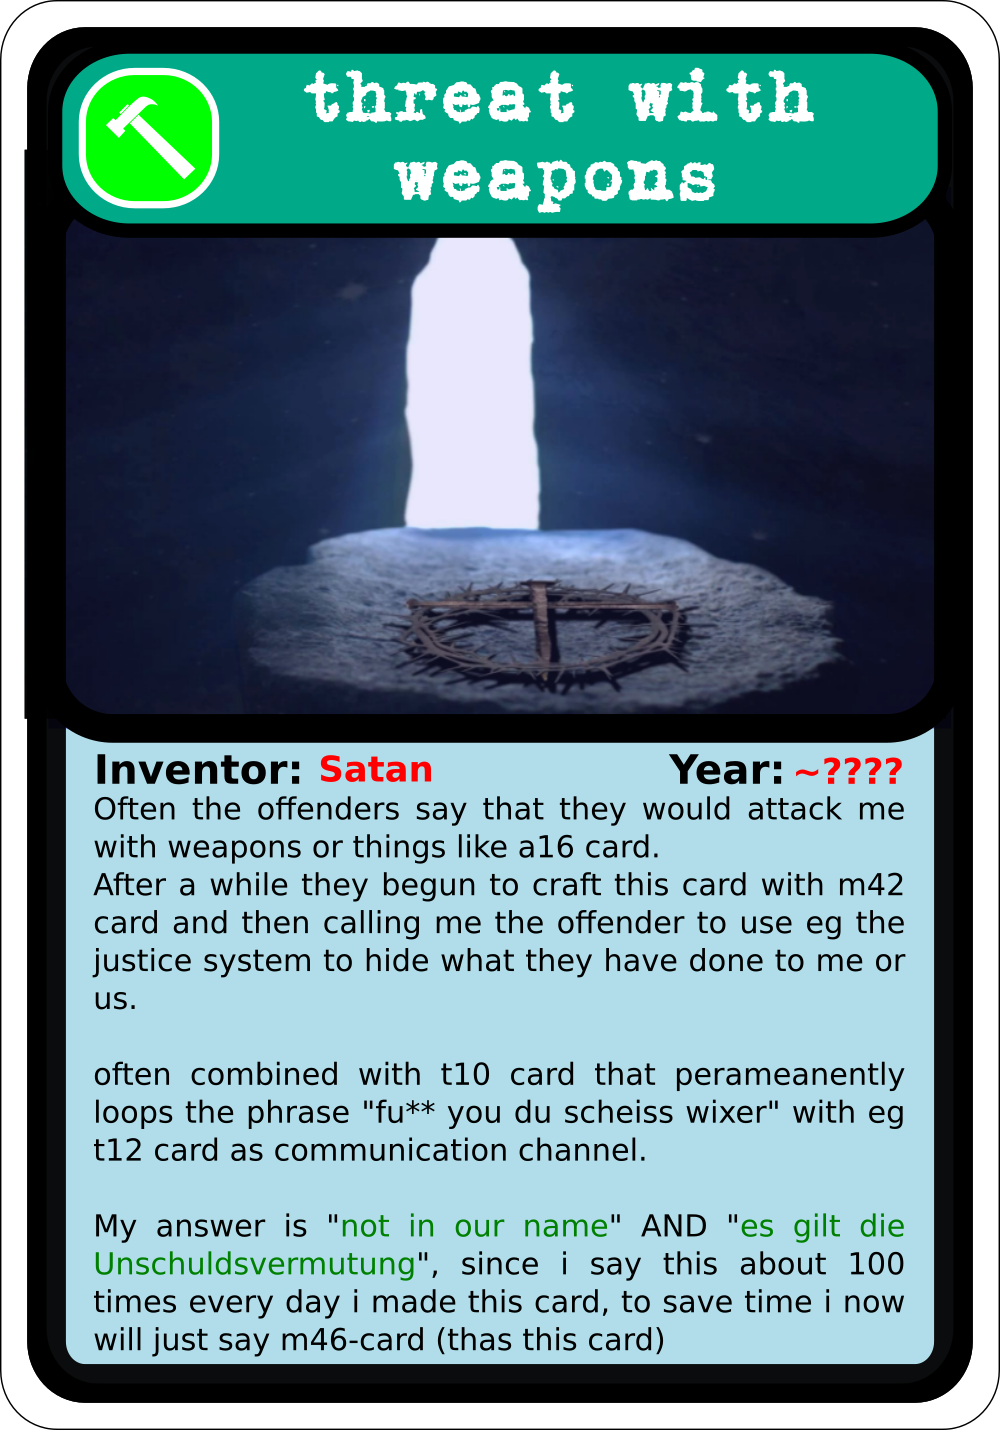 threat with
weapons
Inventor: Satan Year: ~????
Often the offenders say that they would attack me
with weapons or things like a16 card.
After a while they begun to craft this card with m42
card and then calling me the offender to use eg the
justice system to hide what they have done to me or
us.
often combined with t10 card that perameanently
loops the phrase "fu** you du scheiss wixer" with eg
t12 card as communication channel.
My answer is "not in our name" AND "es gilt die
Unschuldsvermutung", since i say this about 100
times every day i made this card, to save time i now
will just say m46-card (thas this card)